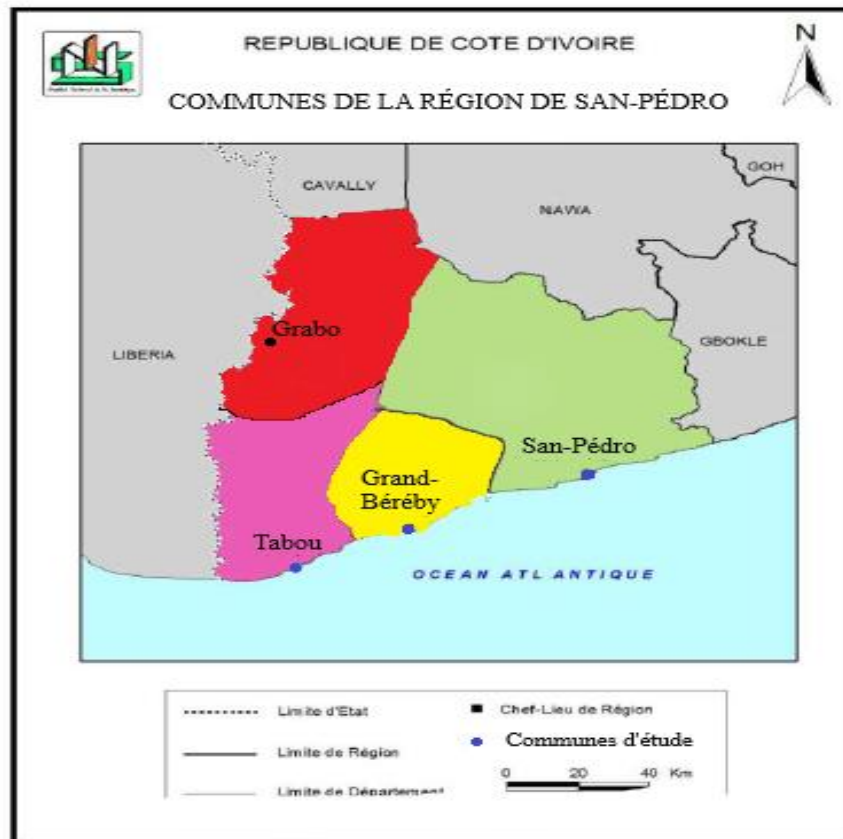 REPUBLIQUE DE COTE D'IVOIRE
N
COMMUNES DE LA RÉGION DE SAN-PÉDRO
GOH
CAVALLY
NAWA
Grabo
LIBERIA
GBOKLE
San-Pédro
Grand-
Béréby
Tabou
OCEAN ATLANTIQUE
Limite d'Etat
Chef-Lieu de Région
Communes d'étude
Limite de Région
0 20 40 Km
Limite de Département